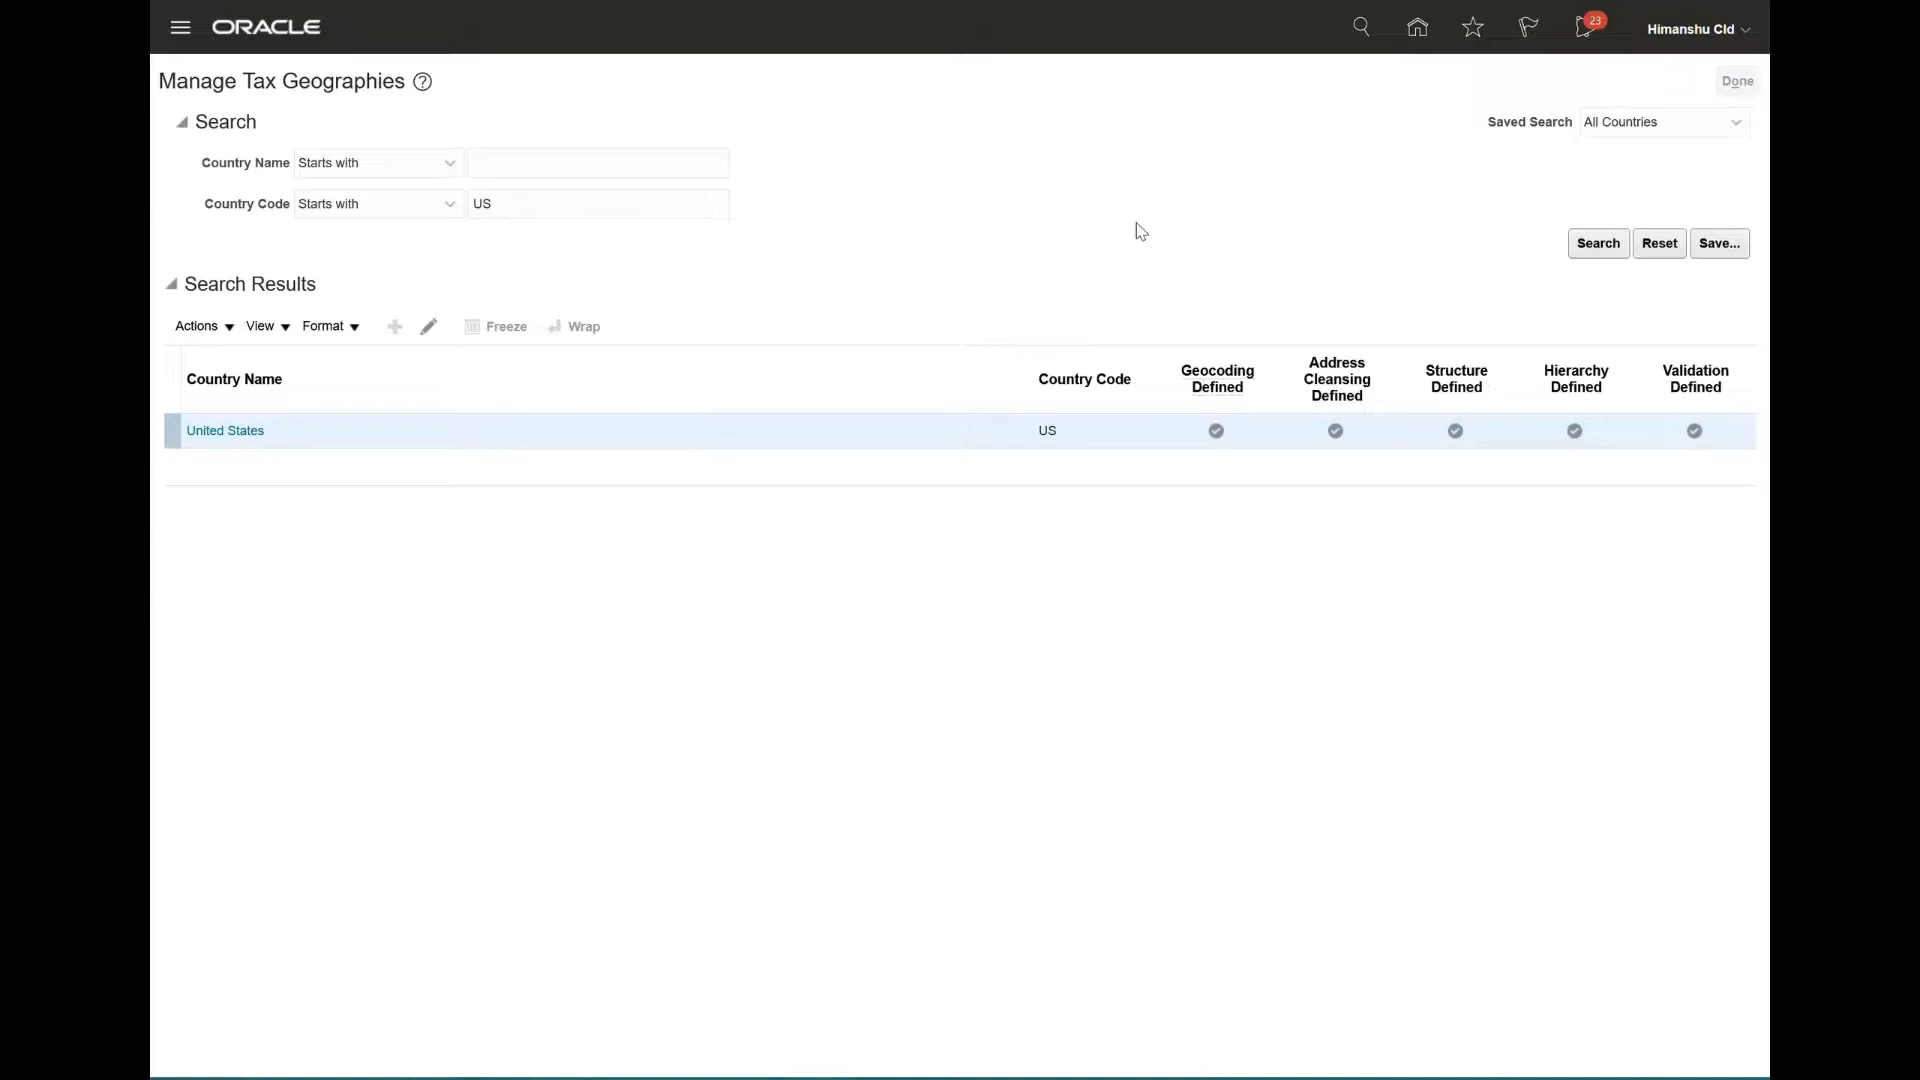 ORACLE
23
Himanshu Cld
Manage Tax Geographies ?
Done
Search
Saved Search All Countries
Country Name Starts with
Country Code Starts with US
Search Reset Save...
Search Results
Actions View Format Freeze Wrap
Country Name Country Code Geocoding Defined Address Cleansing Defined Structure Defined Hierarchy Defined Validation Defined
United States US